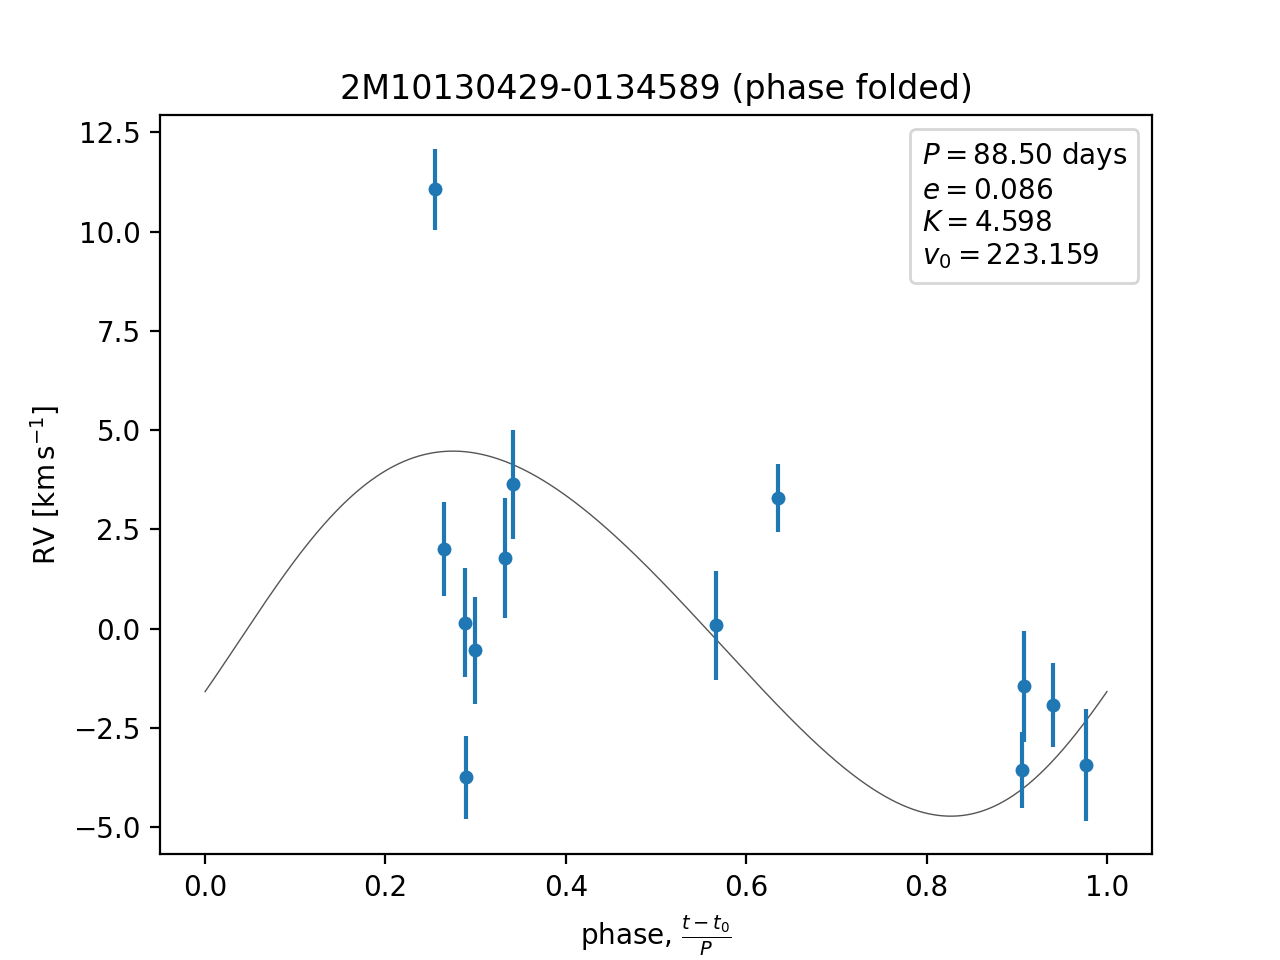 2M10130429-0134589 (phase folded)
P = 88.50 days
e = 0.086
K = 4.598
v₀ = 223.159
RV [km s⁻¹]
12.5
10.0
7.5
5.0
2.5
0.0
−2.5
−5.0
0.0 0.2 0.4 0.6 0.8 1.0
phase, (t − t₀)/P